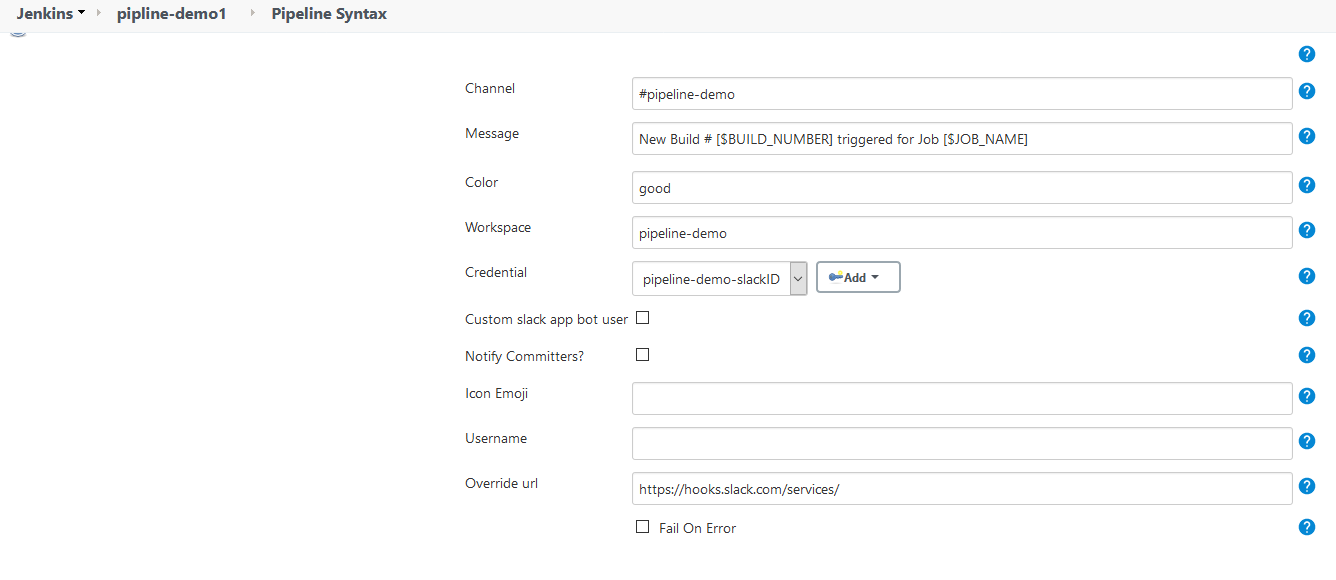 Jenkins pipline-demo1 Pipeline Syntax
?
Channel #pipeline-demo ?
Message New Build # [$BUILD_NUMBER] triggered for Job [$JOB_NAME] ?
Color good ?
Workspace pipeline-demo ?
Credential pipeline-demo-slackID Add ?
Custom slack app bot user ?
Notify Committers? ?
Icon Emoji ?
Username ?
Override url https://hooks.slack.com/services/ ?
Fail On Error ?